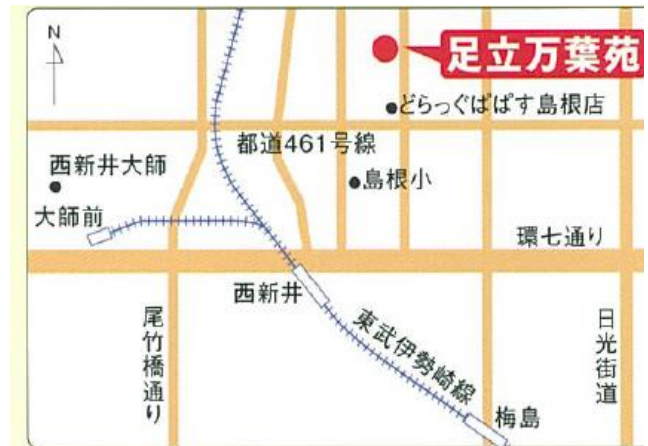 N
足立万葉苑
どらっぐぱぱす島根店
都道461号線
西新井大師
島根小
大師前
環七通り
西新井
尾竹橋通り
東武伊勢崎線
日光街道
梅島